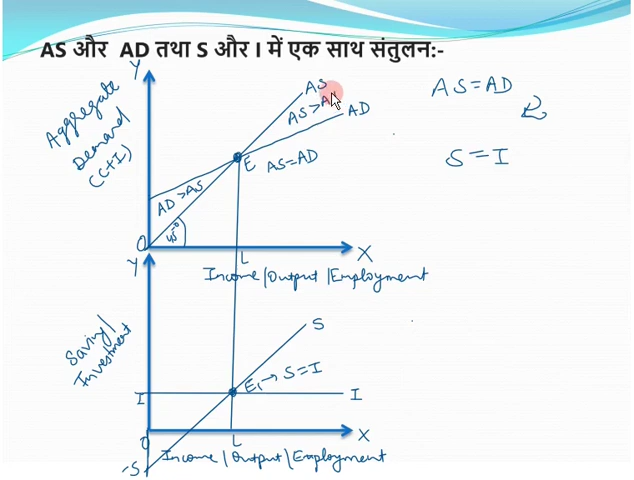 AS और AD तथा S और I में एक साथ संतुलन:-
Y
Aggregate
Demand
(C+I)
AS
AS > A
AD
AS = AD
S = I
E AS = AD
AD > AS
45°
O
L
X
Income/Output/Employment
Y
Saving/
Investment
S
E₁ → S = I
I
I
O
L
X
-S
Income/Output/Employment